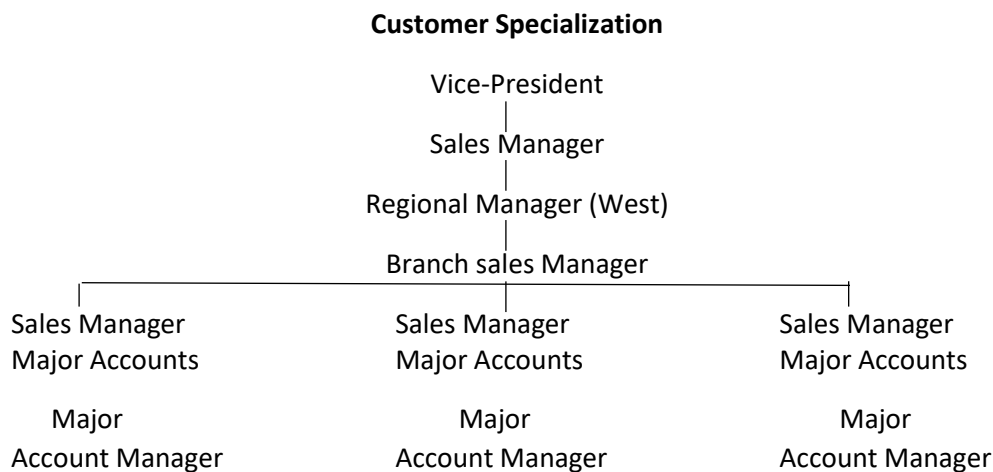 Customer Specialization
Vice-President
Sales Manager
Regional Manager (West)
Branch sales Manager
Sales Manager Sales Manager Sales Manager
Major Accounts Major Accounts Major Accounts
Major Major Major
Account Manager Account Manager Account Manager